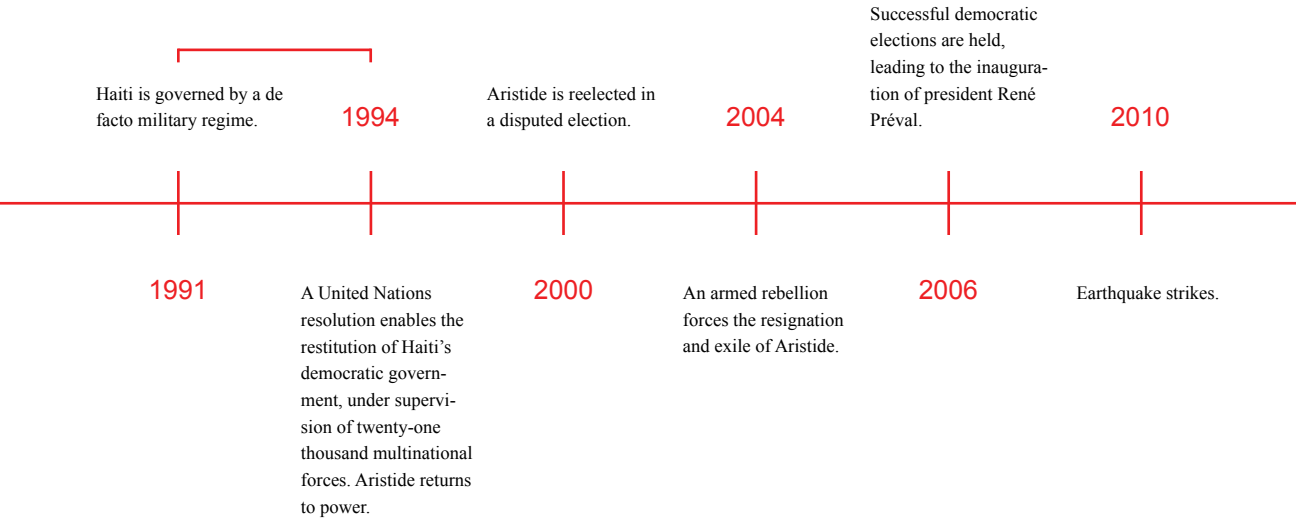 Haiti is governed by a de
facto military regime.
1991
1994
A United Nations
resolution enables the
restitution of Haiti’s
democratic govern-
ment, under supervi-
sion of twenty-one
thousand multinational
forces. Aristide returns
to power.
Aristide is reelected in
a disputed election.
2000
2004
An armed rebellion
forces the resignation
and exile of Aristide.
Successful democratic
elections are held,
leading to the inaugura-
tion of president René
Préval.
2006
2010
Earthquake strikes.